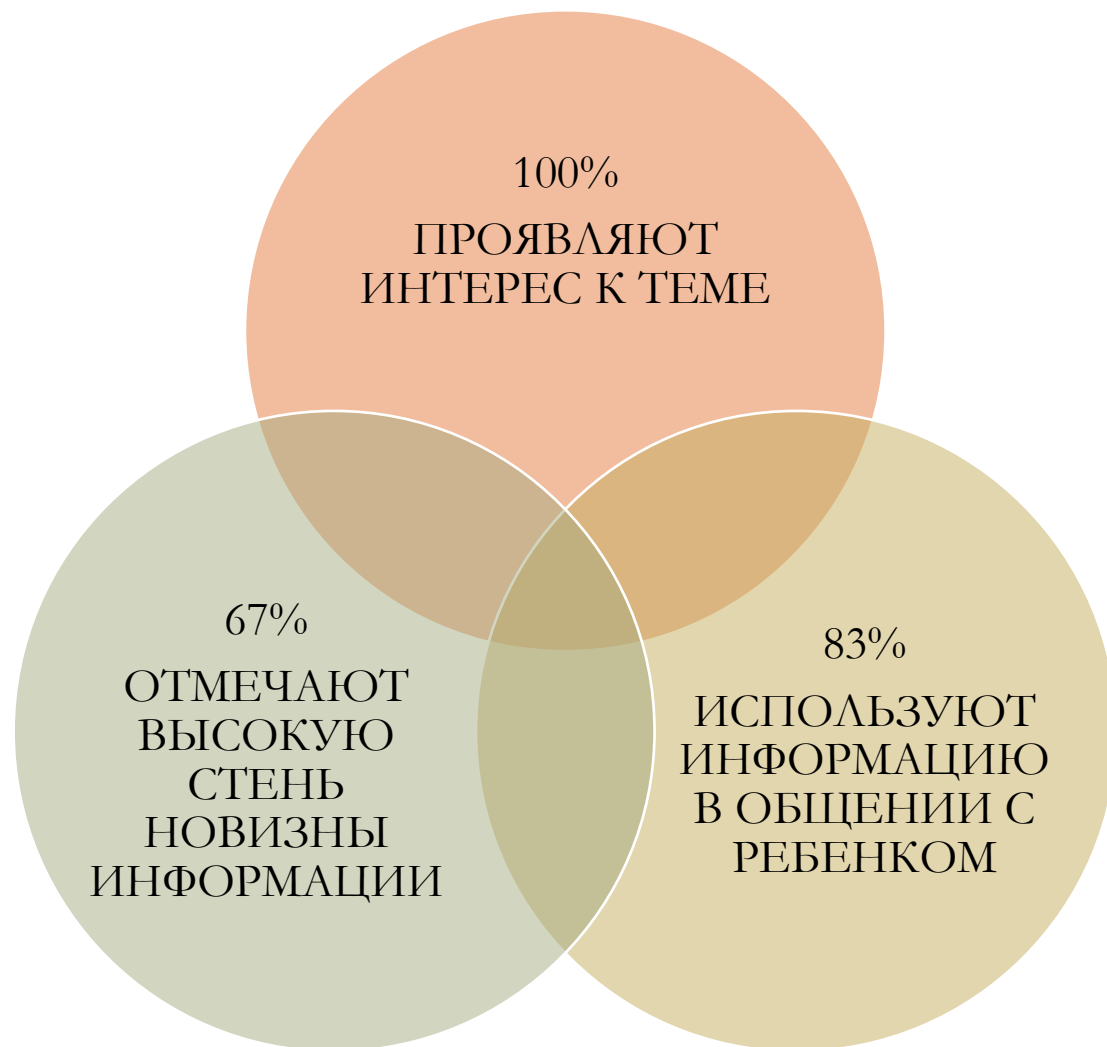 100%
ПРОЯВЛЯЮТ
ИНТЕРЕС К ТЕМЕ
67%
ОТМЕЧАЮТ
ВЫСОКУЮ
СТЕНЬ
НОВИЗНЫ
ИНФОРМАЦИИ
83%
ИСПОЛЬЗУЮТ
ИНФОРМАЦИЮ
В ОБЩЕНИИ С
РЕБЕНКОМ